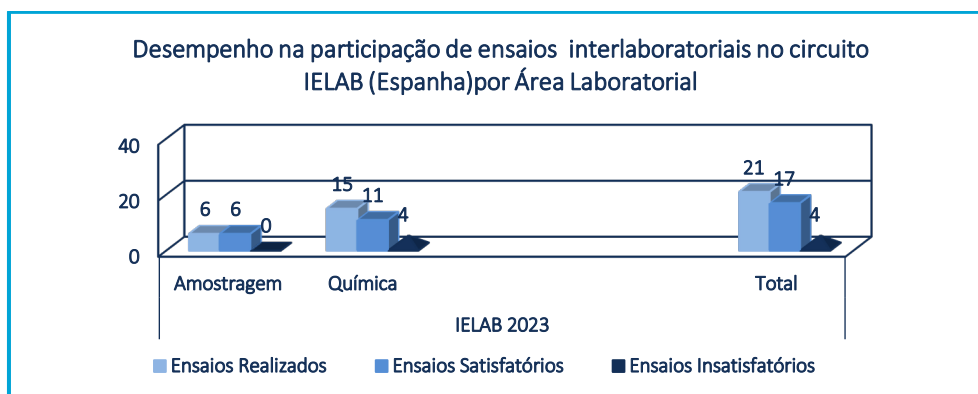 Desempenho na participação de ensaios interlaboratoriais no circuito
IELAB (Espanha)por Área Laboratorial
40
20
0
6 6 0
15 11 4
21 17 4
Amostragem Química Total
IELAB 2023
Ensaios Realizados Ensaios Satisfatórios Ensaios Insatisfatórios